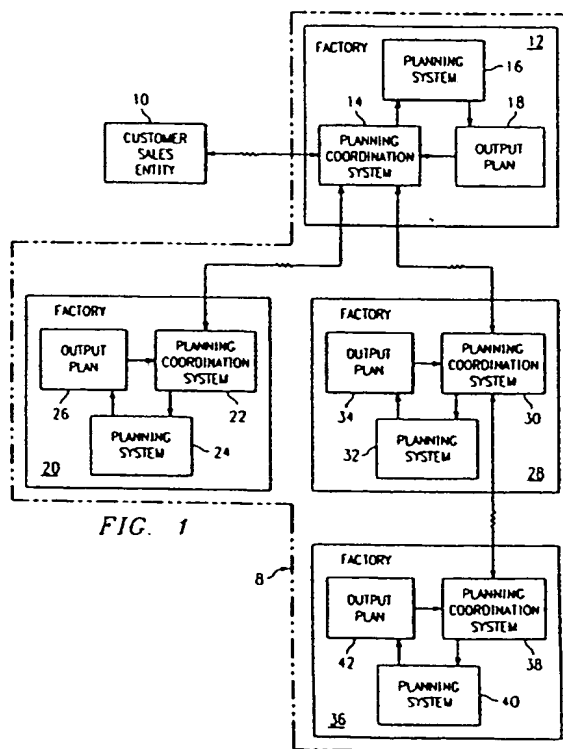 FACTORY
12
PLANNING
SYSTEM
16
10
14
18
CUSTOMER
SALES
ENTITY
PLANNING
COORDINATION
SYSTEM
OUTPUT
PLAN
FACTORY
OUTPUT
PLAN
PLANNING
COORDINATION
SYSTEM
26
22
PLANNING
SYSTEM
24
20
FACTORY
OUTPUT
PLAN
PLANNING
COORDINATION
SYSTEM
34
30
32
PLANNING
SYSTEM
28
FIG. 1
8
FACTORY
OUTPUT
PLAN
PLANNING
COORDINATION
SYSTEM
42
38
PLANNING
SYSTEM
40
36